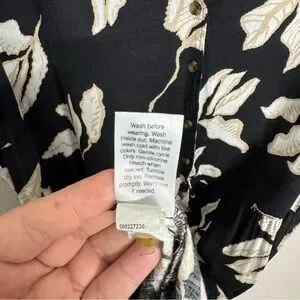 Wash before
wearing. Wash
Inside out. Machine
wash cold with like
colors. Gentle cycle
Only non-chlorine
bleach when
needed. Tumble
dry low. Remove
promptly. Warm iron
if needed.
000227236